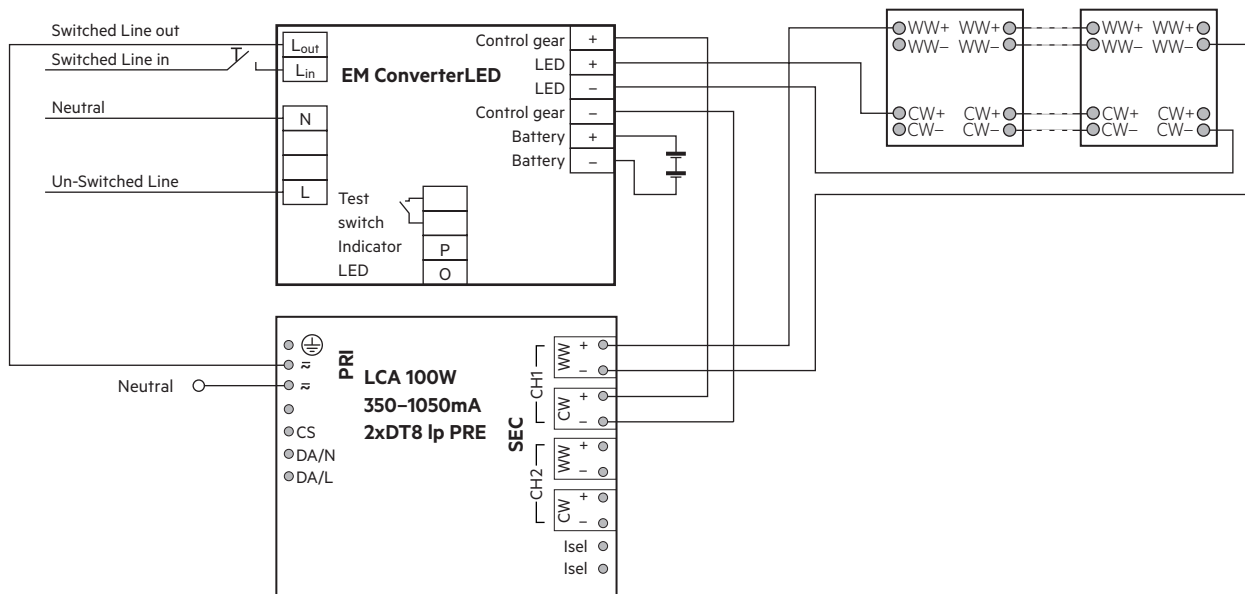 Switched Line out
Switched Line in
Neutral
Un-Switched Line
Lout
Lin
N
L
EM ConverterLED
Control gear +
LED +
LED −
Control gear −
Battery +
Battery −
Test
switch
Indicator P
LED O
WW+ WW+ WW+ WW+
WW− WW− WW− WW−
CW+ CW+ CW+ CW+
CW− CW− CW− CW−
Neutral
PRI
LCA 100W
350–1050mA
2xDT8 lp PRE
SEC
CS
DA/N
DA/L
CH1
WW + −
CW + −
CH2
WW + −
CW + −
Isel
Isel